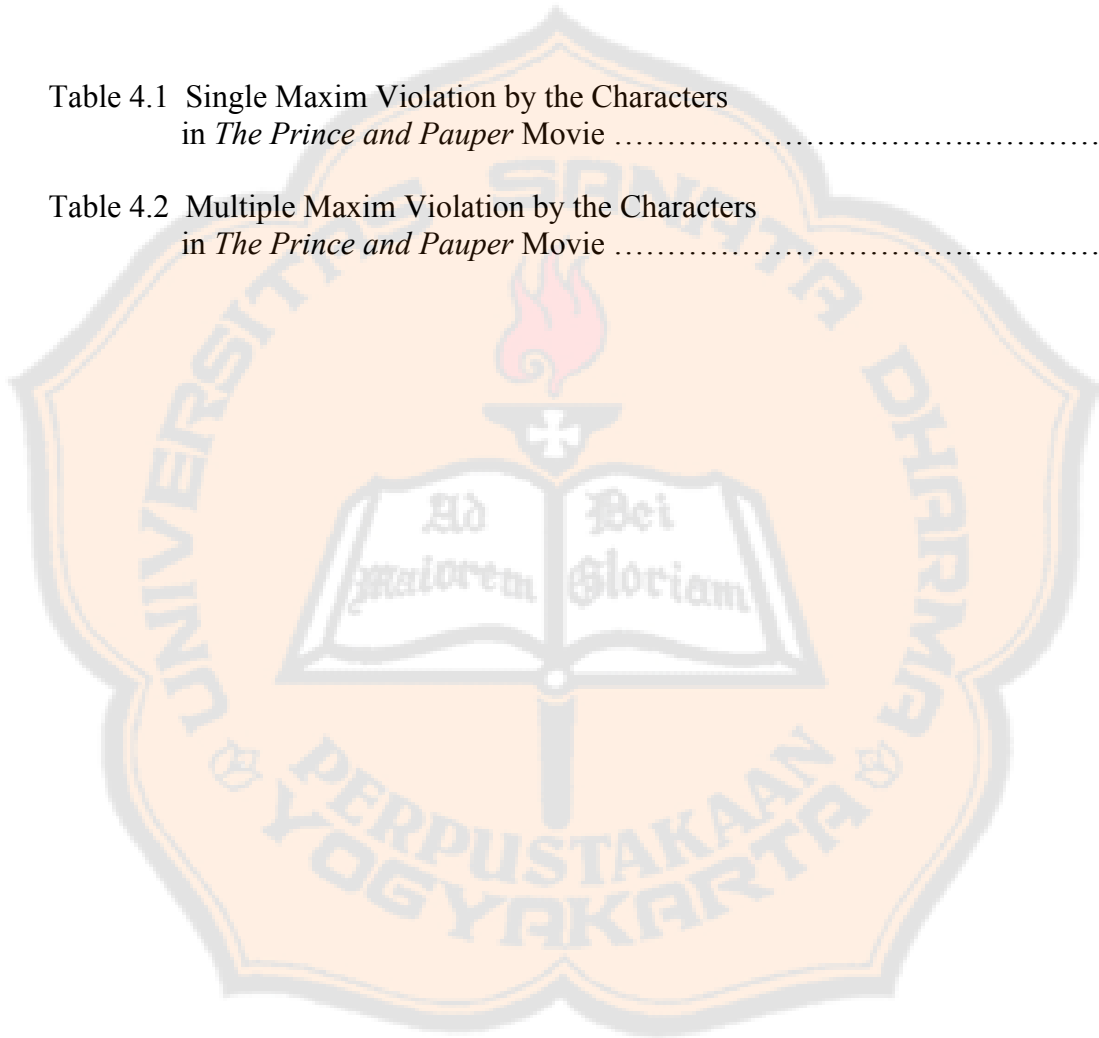 Table 4.1 Single Maxim Violation by the Characters
in The Prince and Pauper Movie ……………………………….…………
Table 4.2 Multiple Maxim Violation by the Characters
in The Prince and Pauper Movie ……………………………….…………
UNIVERSITAS SANATA DHARMA
Ad Dei
maiorem Gloriam
PERPUSTAKAAN
YOGYAKARTA